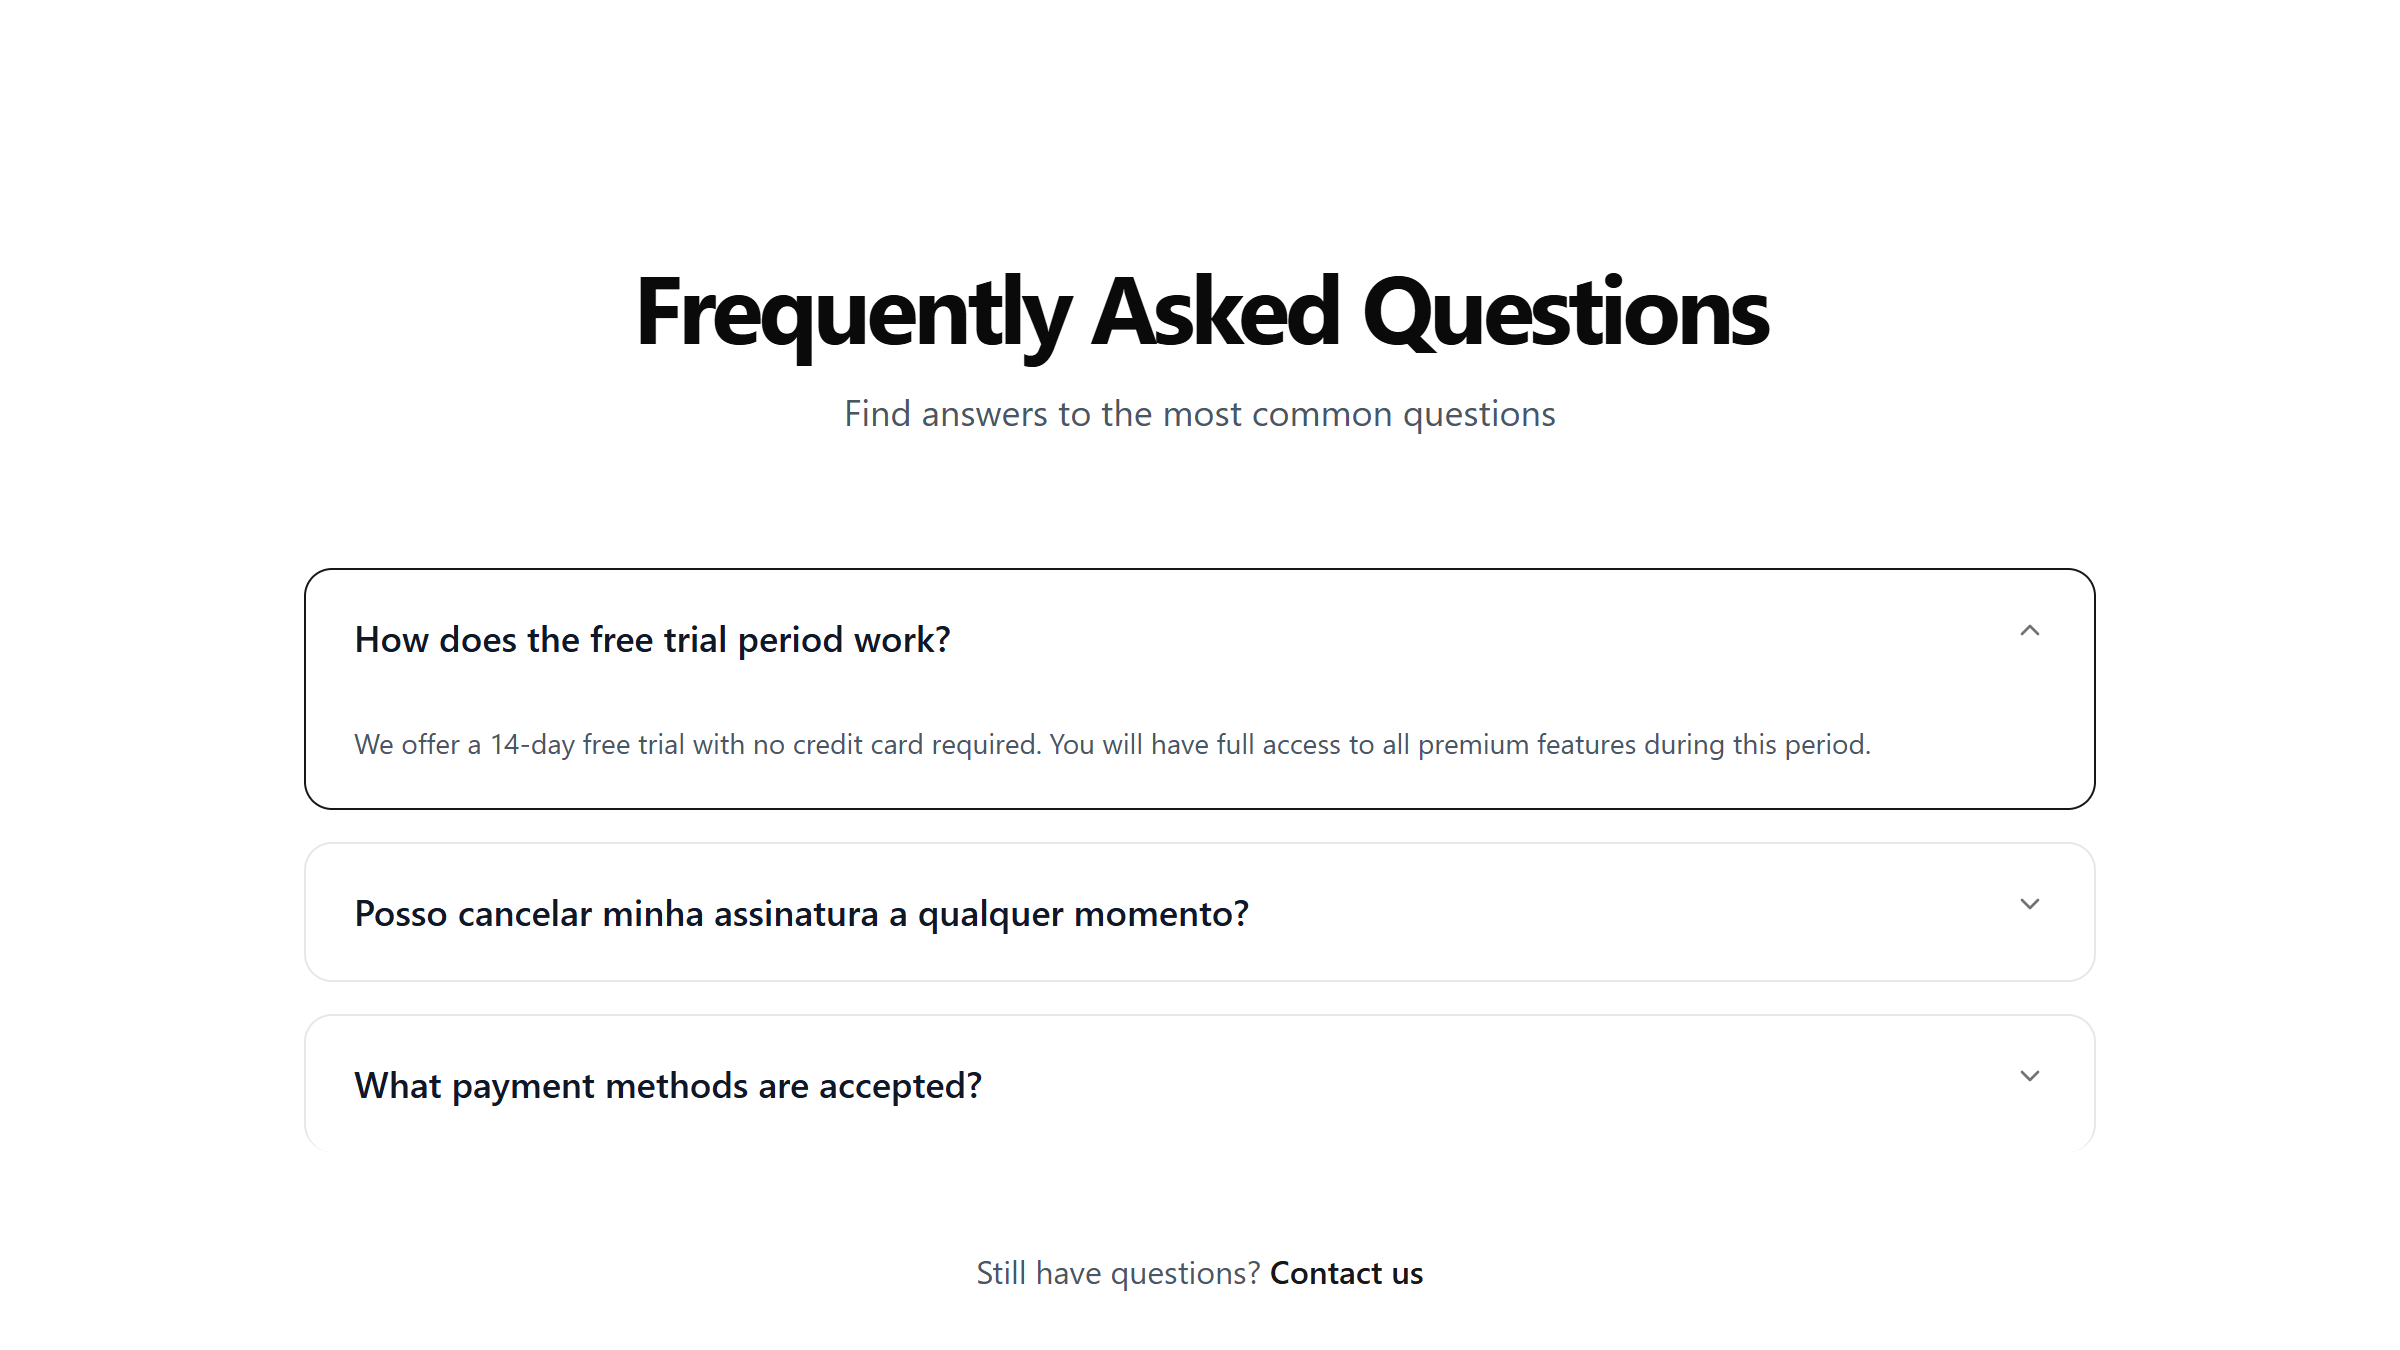 Frequently Asked Questions
Find answers to the most common questions
How does the free trial period work?
We offer a 14-day free trial with no credit card required. You will have full access to all premium features during this period.
Posso cancelar minha assinatura a qualquer momento?
What payment methods are accepted?
Still have questions? Contact us